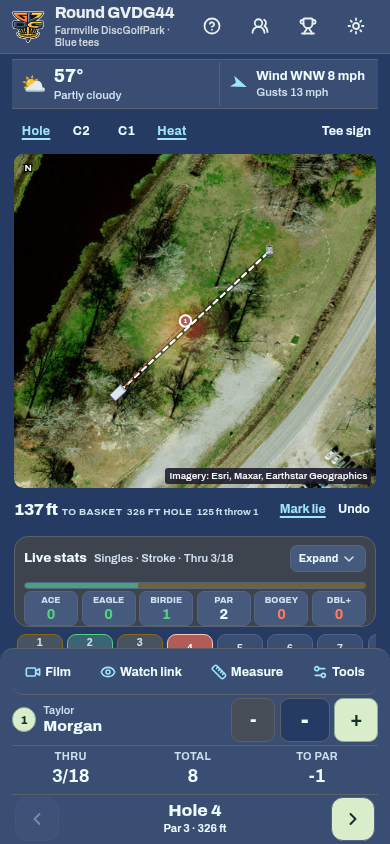 Round GVDG44
Farmville DiscGolfPark ·
Blue tees
57°
Partly cloudy
Wind WNW 8 mph
Gusts 13 mph
Hole C2 C1 Heat Tee sign
N
1
Imagery: Esri, Maxar, Earthstar Geographics
137 ft TO BASKET 326 FT HOLE 125 ft throw 1 Mark lie Undo
Live stats Singles · Stroke · Thru 3/18 Expand
ACE EAGLE BIRDIE PAR BOGEY DBL+
0 0 1 2 0 0
1 2 3 4 5 6 7
Film Watch link Measure Tools
1 Taylor
Morgan
- - +
THRU TOTAL TO PAR
3/18 8 -1
Hole 4
Par 3 · 326 ft